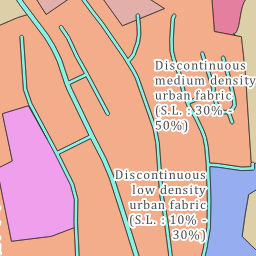 Discontinuous
medium density
urban fabric
(S.L. : 30% -
50%)
Discontinuous
low density
urban fabric
(S.L. : 10% -
30%)